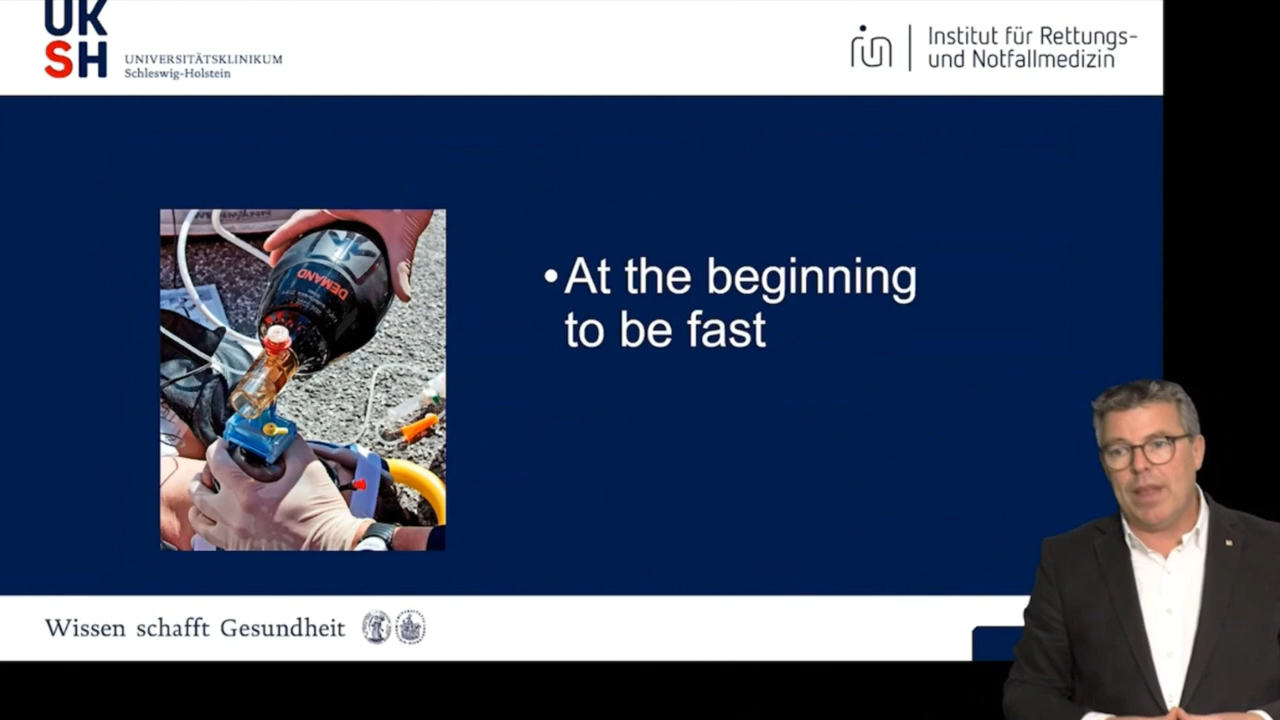 UK
SH
UNIVERSITÄTSKLINIKUM
Schleswig-Holstein
Institut für Rettungs-
und Notfallmedizin
DEMAND
•At the beginning
to be fast
Wissen schafft Gesundheit